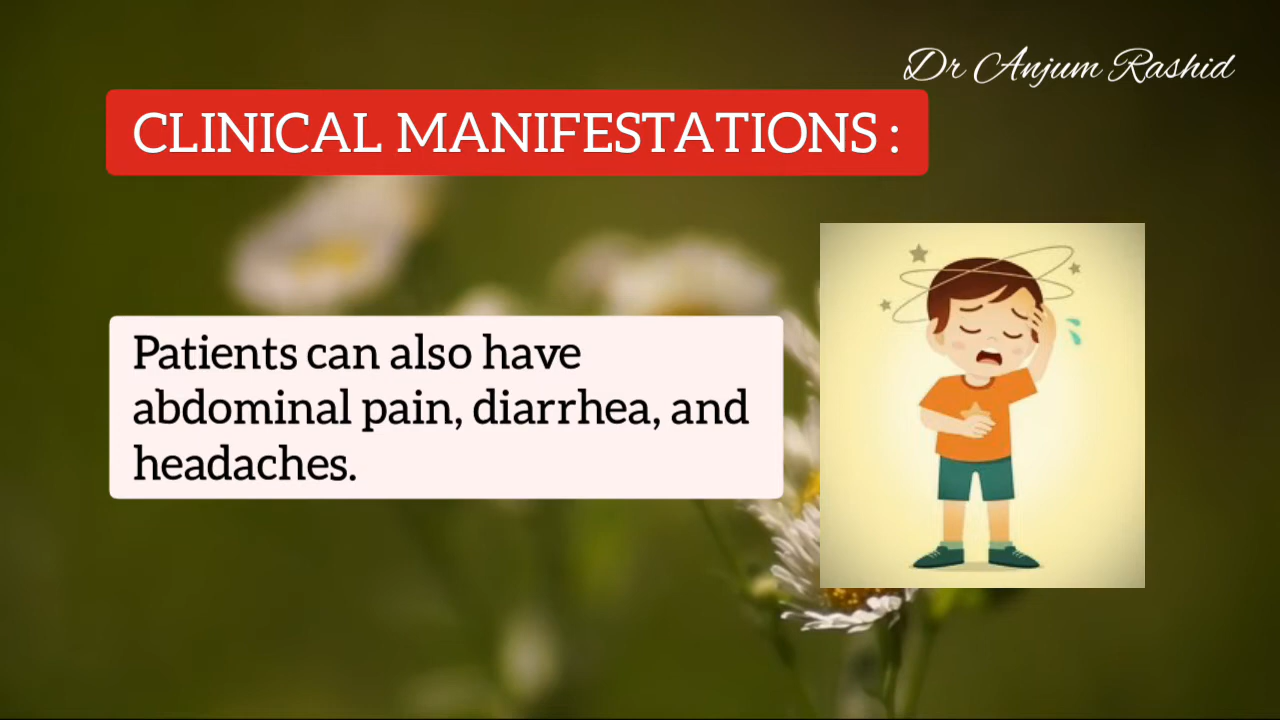 Dr Anjum Rashid
CLINICAL MANIFESTATIONS :
Patients can also have
abdominal pain, diarrhea, and
headaches.